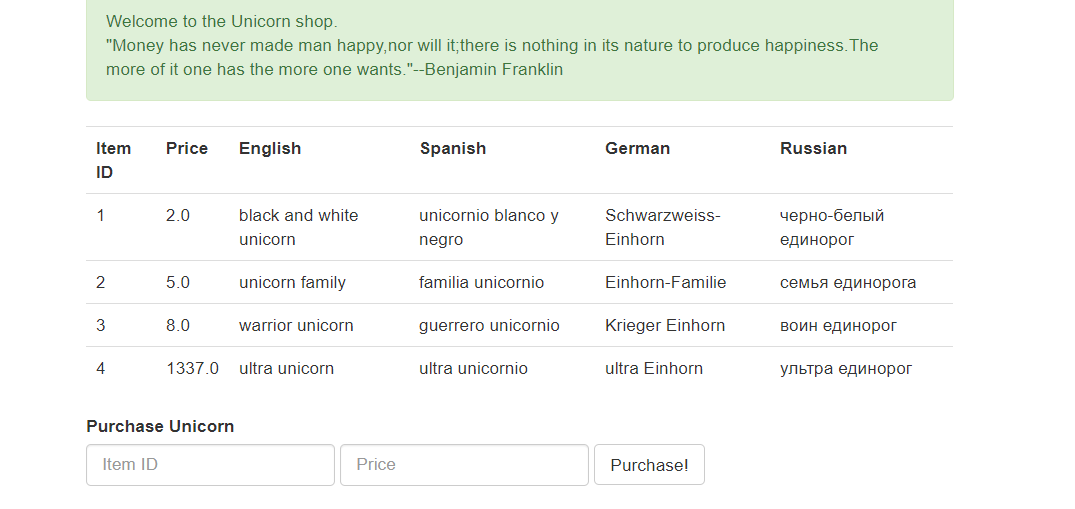 Welcome to the Unicorn shop.
"Money has never made man happy,nor will it;there is nothing in its nature to produce happiness.The
more of it one has the more one wants."--Benjamin Franklin
Item ID Price English Spanish German Russian
1 2.0 black and white unicorn unicornio blanco y negro Schwarzweiss-Einhorn черно-белый единорог
2 5.0 unicorn family familia unicornio Einhorn-Familie семья единорога
3 8.0 warrior unicorn guerrero unicornio Krieger Einhorn воин единорог
4 1337.0 ultra unicorn ultra unicornio ultra Einhorn ультра единорог
Purchase Unicorn
Item ID Price Purchase!